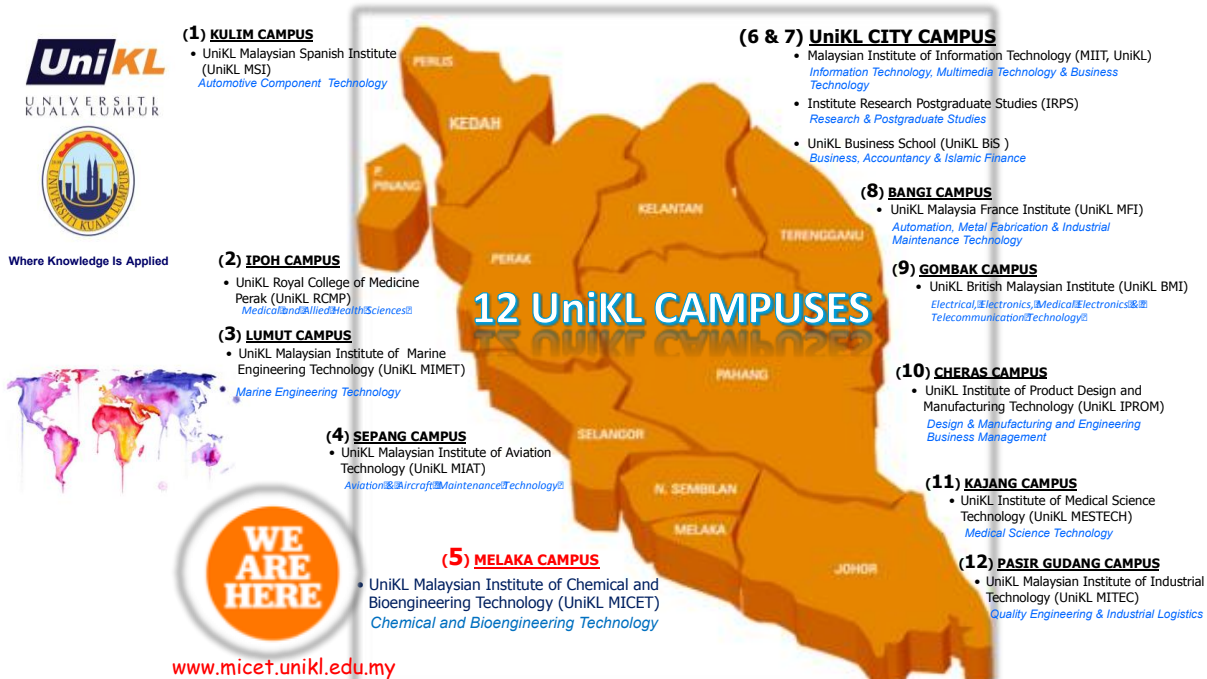 UniKL
UNIVERSITI
KUALA LUMPUR
UNIVERSITI KUALA LUMPUR
Where Knowledge Is Applied
(1) KULIM CAMPUS
• UniKL Malaysian Spanish Institute
(UniKL MSI)
Automotive Component Technology
(2) IPOH CAMPUS
• UniKL Royal College of Medicine
Perak (UniKL RCMP)
Medical and Allied Health Sciences
(3) LUMUT CAMPUS
• UniKL Malaysian Institute of Marine
Engineering Technology (UniKL MIMET)
• Marine Engineering Technology
(4) SEPANG CAMPUS
• UniKL Malaysian Institute of Aviation
Technology (UniKL MIAT)
Aviation & Aircraft Maintenance Technology
WE
ARE
HERE
(5) MELAKA CAMPUS
• UniKL Malaysian Institute of Chemical and
Bioengineering Technology (UniKL MICET)
Chemical and Bioengineering Technology
www.micet.unikl.edu.my
PERLIS
KEDAH
P.
PINANG
KELANTAN
TERENGGANU
PERAK
12 UniKL CAMPUSES
PAHANG
SELANGOR
N. SEMBILAN
MELAKA
JOHOR
(6 & 7) UniKL CITY CAMPUS
• Malaysian Institute of Information Technology (MIIT, UniKL)
Information Technology, Multimedia Technology & Business
Technology
• Institute Research Postgraduate Studies (IRPS)
Research & Postgraduate Studies
• UniKL Business School (UniKL BiS )
Business, Accountancy & Islamic Finance
(8) BANGI CAMPUS
• UniKL Malaysia France Institute (UniKL MFI)
Automation, Metal Fabrication & Industrial
Maintenance Technology
(9) GOMBAK CAMPUS
• UniKL British Malaysian Institute (UniKL BMI)
Electrical, Electronics, Medical Electronics &
Telecommunication Technology
(10) CHERAS CAMPUS
• UniKL Institute of Product Design and
Manufacturing Technology (UniKL IPROM)
Design & Manufacturing and Engineering
Business Management
(11) KAJANG CAMPUS
• UniKL Institute of Medical Science
Technology (UniKL MESTECH)
Medical Science Technology
(12) PASIR GUDANG CAMPUS
• UniKL Malaysian Institute of Industrial
Technology (UniKL MITEC)
Quality Engineering & Industrial Logistics